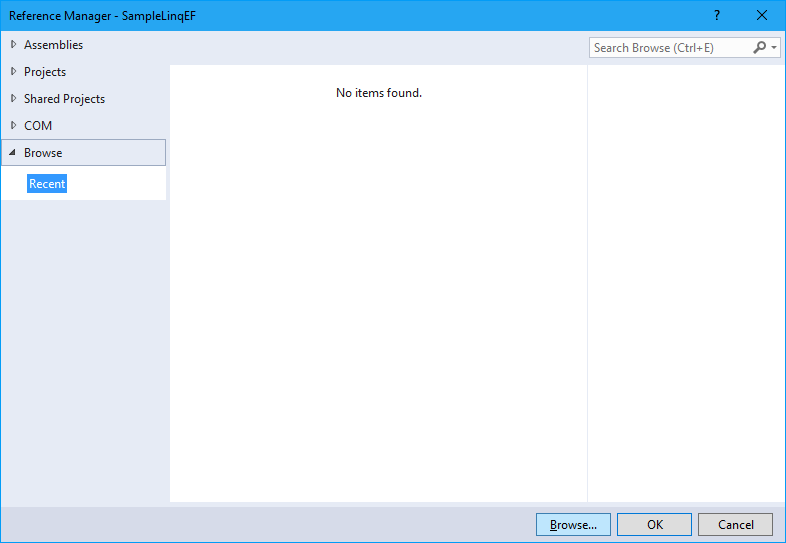 Reference Manager - SampleLinqEF
?
Assemblies
Search Browse (Ctrl+E)
Projects
No items found.
Shared Projects
COM
Browse
Recent
Browse...
OK
Cancel